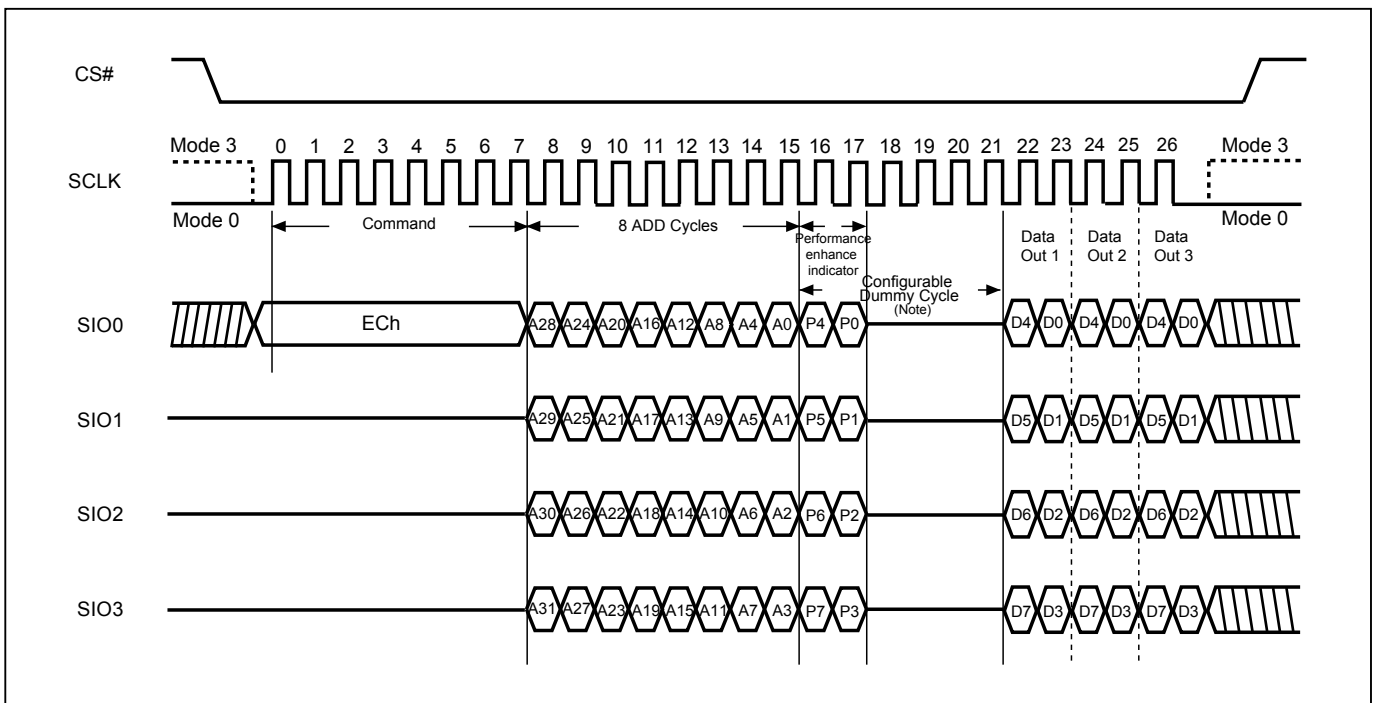 CS#
Mode 3 0 1 2 3 4 5 6 7 8 9 10 11 12 13 14 15 16 17 18 19 20 21 22 23 24 25 26 Mode 3
SCLK
Mode 0 Mode 0
Command 8 ADD Cycles
Performance
enhance
indicator
Data
Out 1
Data
Out 2
Data
Out 3
Configurable
Dummy Cycle
(Note)
SIO0 ECh A28 A24 A20 A16 A12 A8 A4 A0 P4 P0 D4 D0 D4 D0 D4 D0
SIO1 A29 A25 A21 A17 A13 A9 A5 A1 P5 P1 D5 D1 D5 D1 D5 D1
SIO2 A30 A26 A22 A18 A14 A10 A6 A2 P6 P2 D6 D2 D6 D2 D6 D2
SIO3 A31 A27 A23 A19 A15 A11 A7 A3 P7 P3 D7 D3 D7 D3 D7 D3